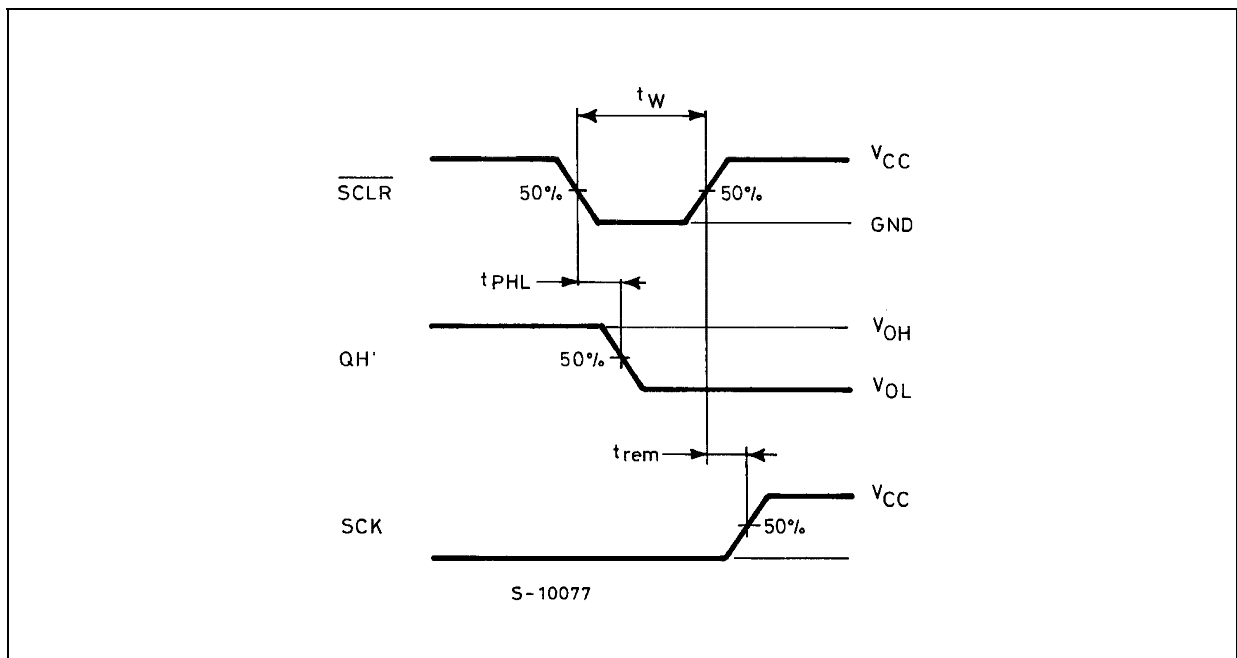 tW
VCC
SCLR
50%
50%
GND
tPHL
VOH
QH'
50%
VOL
trem
VCC
SCK
50%
S-10077